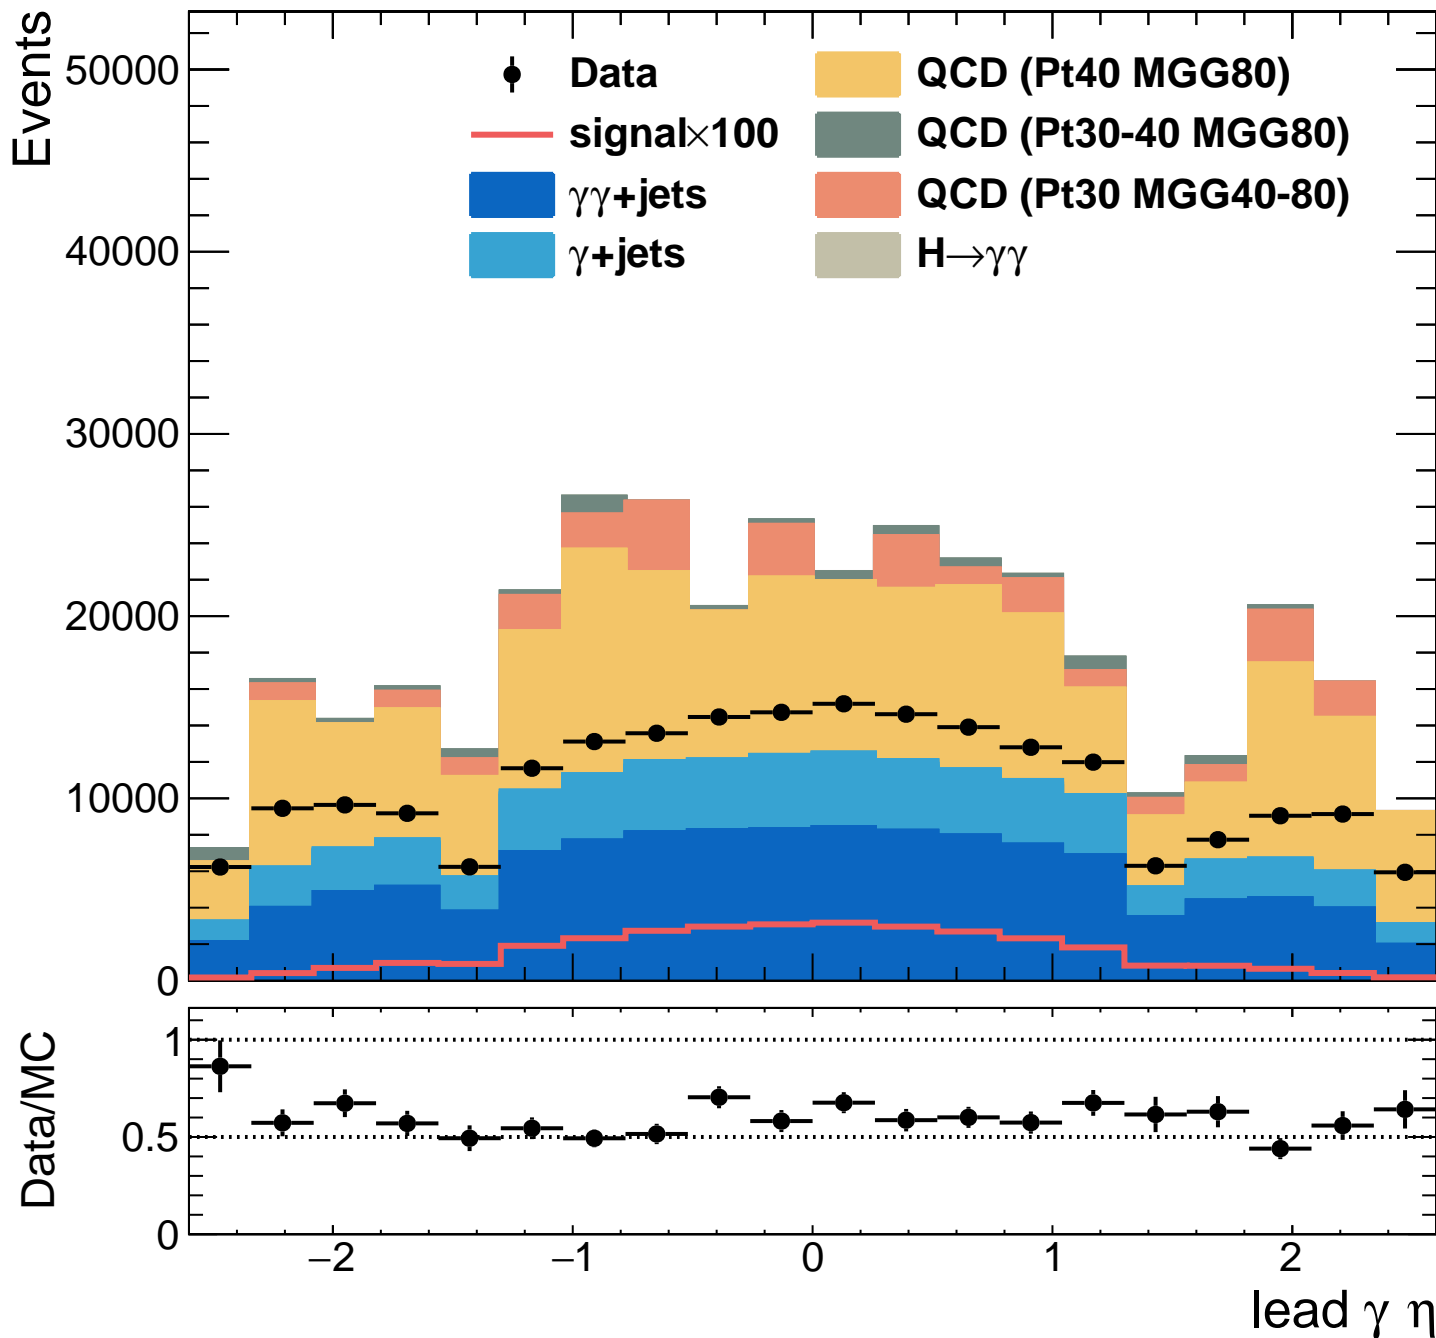 Events
50000
40000
30000
20000
10000
0
Data
signal×100
γγ+jets
γ+jets
QCD (Pt40 MGG80)
QCD (Pt30-40 MGG80)
QCD (Pt30 MGG40-80)
H→γγ
Data/MC
1
0.5
0
−2 −1 0 1 2
lead γ η